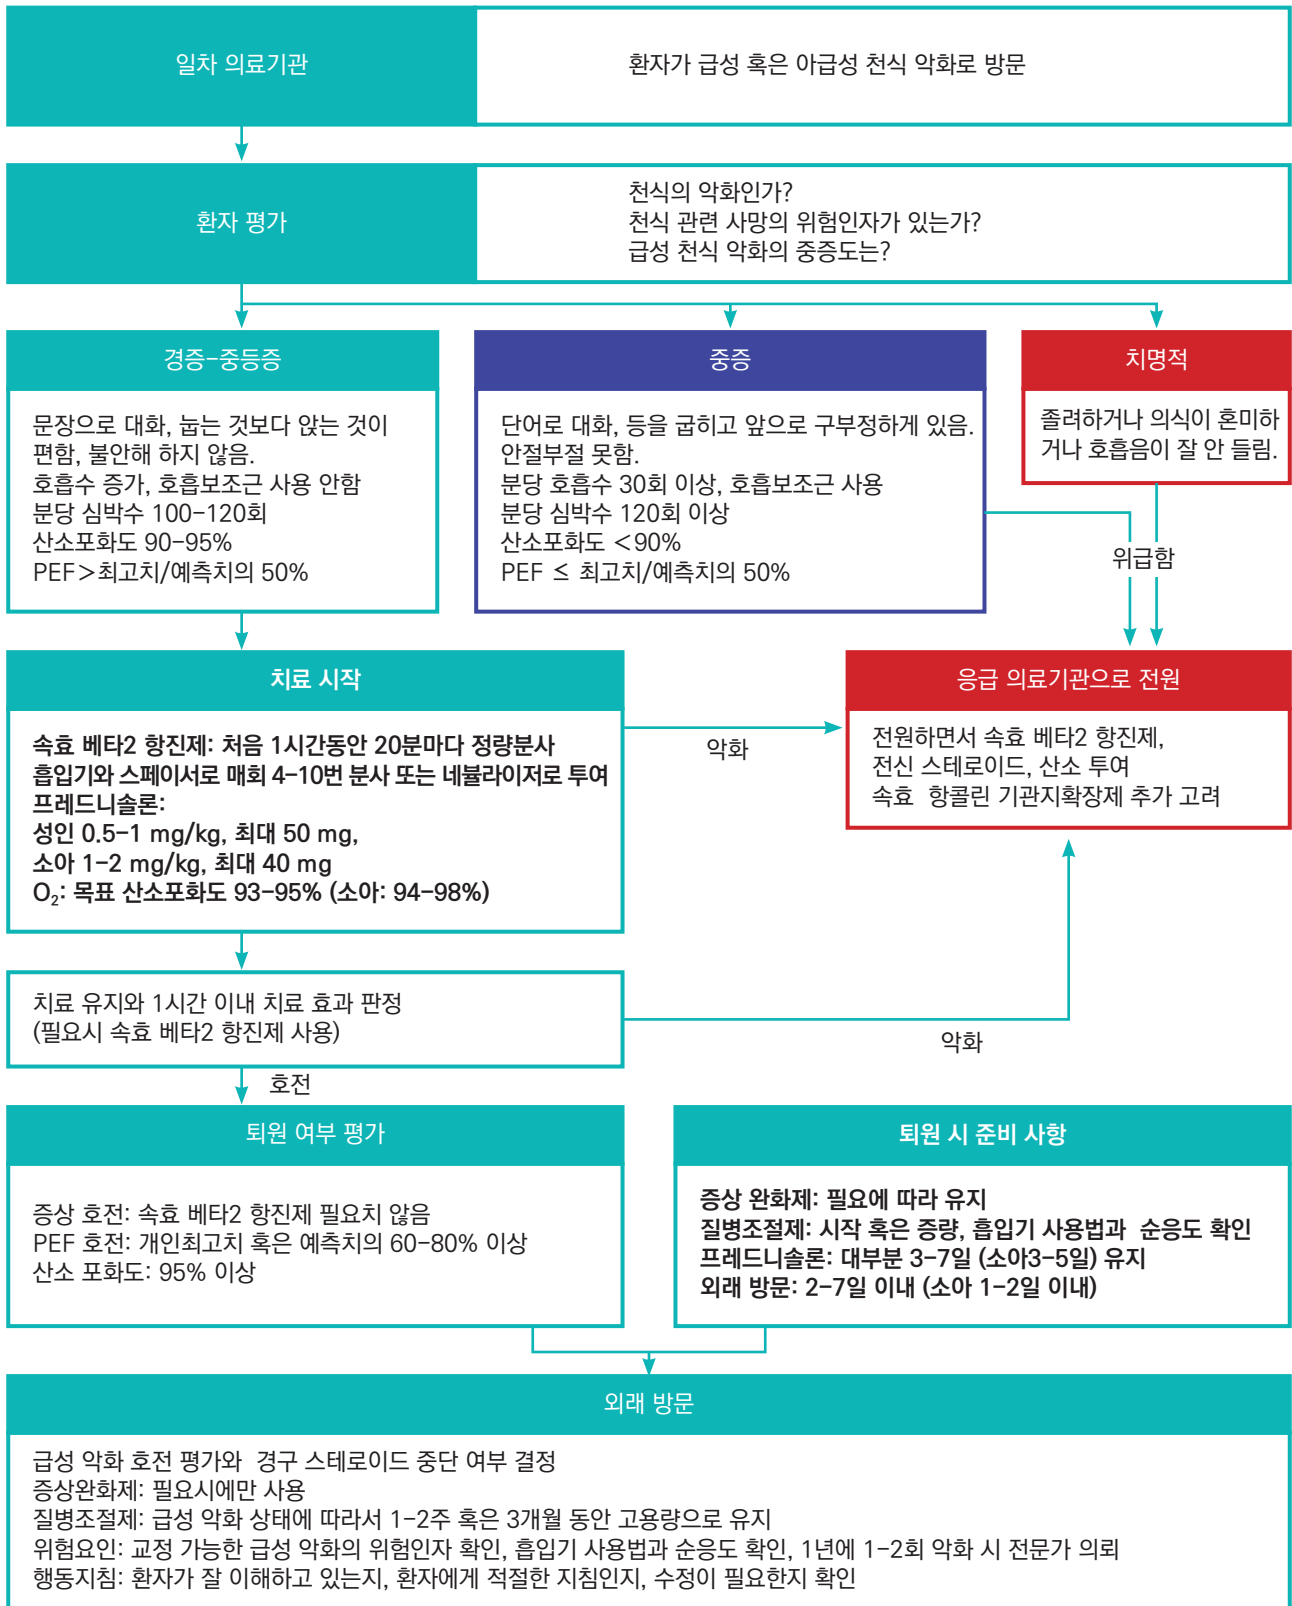 일차 의료기관
환자가 급성 혹은 아급성 천식 악화로 방문
환자 평가
천식의 악화인가?
천식 관련 사망의 위험인자가 있는가?
급성 천식 악화의 중증도는?
경증-중등증
문장으로 대화, 눕는 것보다 앉는 것이
편함, 불안해 하지 않음.
호흡수 증가, 호흡보조근 사용 안함
분당 심박수 100-120회
산소포화도 90-95%
PEF>최고치/예측치의 50%
중증
단어로 대화, 등을 굽히고 앞으로 구부정하게 있음.
안절부절 못함.
분당 호흡수 30회 이상, 호흡보조근 사용
분당 심박수 120회 이상
산소포화도 <90%
PEF ≤ 최고치/예측치의 50%
치명적
졸려하거나 의식이 혼미하
거나 호흡음이 잘 안 들림.
위급함
치료 시작
속효 베타2 항진제: 처음 1시간동안 20분마다 정량분사
흡입기와 스페이서로 매회 4-10번 분사 또는 네뷸라이저로 투여
프레드니솔론:
성인 0.5-1 mg/kg, 최대 50 mg,
소아 1-2 mg/kg, 최대 40 mg
O₂: 목표 산소포화도 93-95% (소아: 94-98%)
악화
응급 의료기관으로 전원
전원하면서 속효 베타2 항진제,
전신 스테로이드, 산소 투여
속효 항콜린 기관지확장제 추가 고려
치료 유지와 1시간 이내 치료 효과 판정
(필요시 속효 베타2 항진제 사용)
악화
호전
퇴원 여부 평가
증상 호전: 속효 베타2 항진제 필요치 않음
PEF 호전: 개인최고치 혹은 예측치의 60-80% 이상
산소 포화도: 95% 이상
퇴원 시 준비 사항
증상 완화제: 필요에 따라 유지
질병조절제: 시작 혹은 증량, 흡입기 사용법과 순응도 확인
프레드니솔론: 대부분 3-7일 (소아3-5일) 유지
외래 방문: 2-7일 이내 (소아 1-2일 이내)
외래 방문
급성 악화 호전 평가와 경구 스테로이드 중단 여부 결정
증상완화제: 필요시에만 사용
질병조절제: 급성 악화 상태에 따라서 1-2주 혹은 3개월 동안 고용량으로 유지
위험요인: 교정 가능한 급성 악화의 위험인자 확인, 흡입기 사용법과 순응도 확인, 1년에 1-2회 악화 시 전문가 의뢰
행동지침: 환자가 잘 이해하고 있는지, 환자에게 적절한 지침인지, 수정이 필요한지 확인